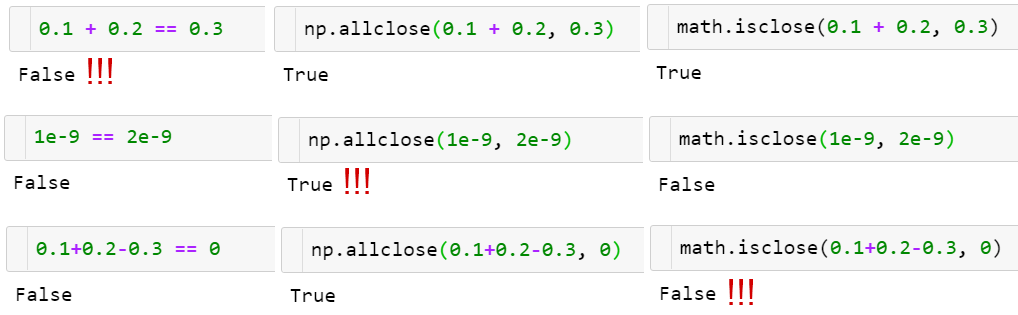 0.1 + 0.2 == 0.3
np.allclose(0.1 + 0.2, 0.3)
math.isclose(0.1 + 0.2, 0.3)
False !!!
True
True
1e-9 == 2e-9
np.allclose(1e-9, 2e-9)
math.isclose(1e-9, 2e-9)
False
True !!!
False
0.1+0.2-0.3 == 0
np.allclose(0.1+0.2-0.3, 0)
math.isclose(0.1+0.2-0.3, 0)
False
True
False !!!